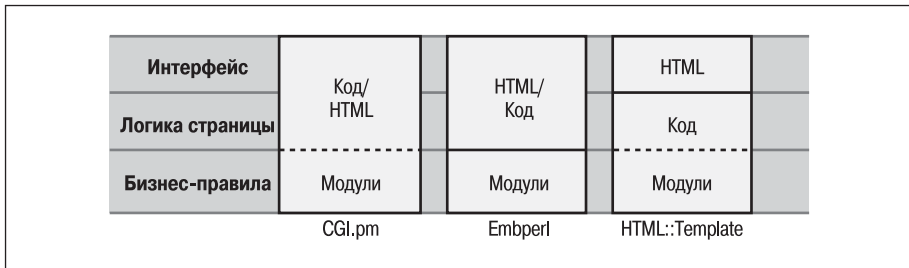 Интерфейс
Код/
HTML
HTML/
Код
HTML
Логика страницы
Код
Бизнес-правила
Модули
Модули
Модули
CGI.pm
Embperl
HTML::Template